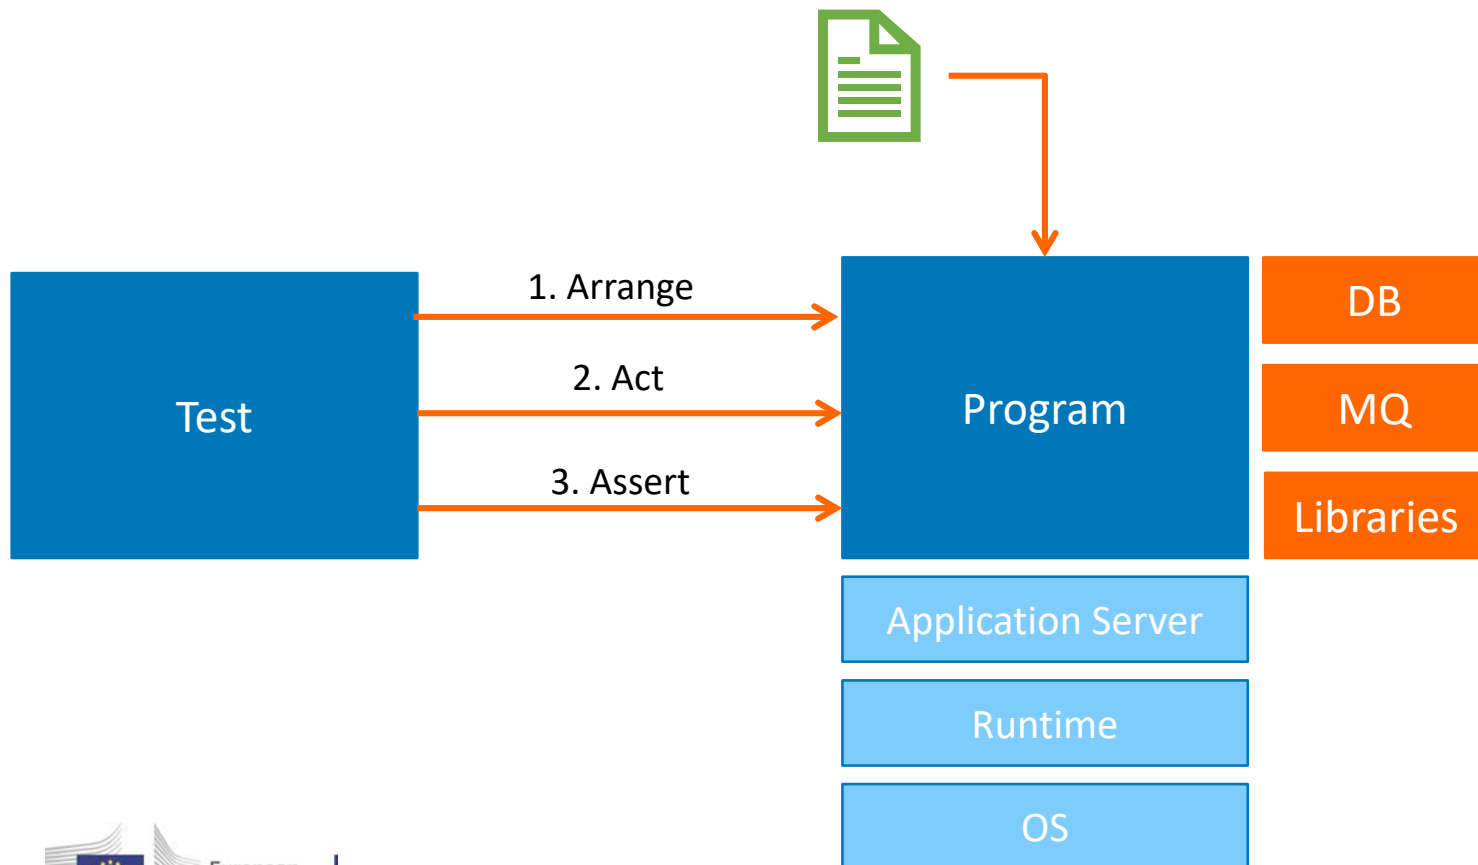 1. Arrange
2. Act
3. Assert
Test
Program
DB
MQ
Libraries
Application Server
Runtime
OS